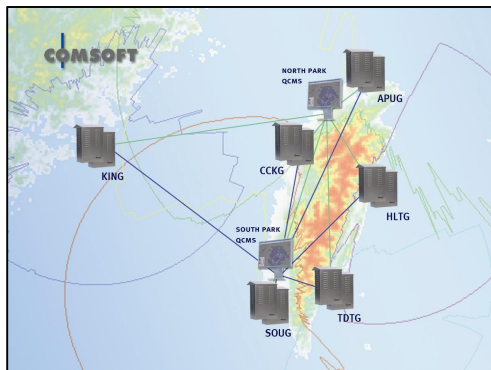 COMSOFT
NORTH PARK
QCMS
APUG
KING
CCKG
HLTG
SOUTH PARK
QCMS
SOUG
TDTG